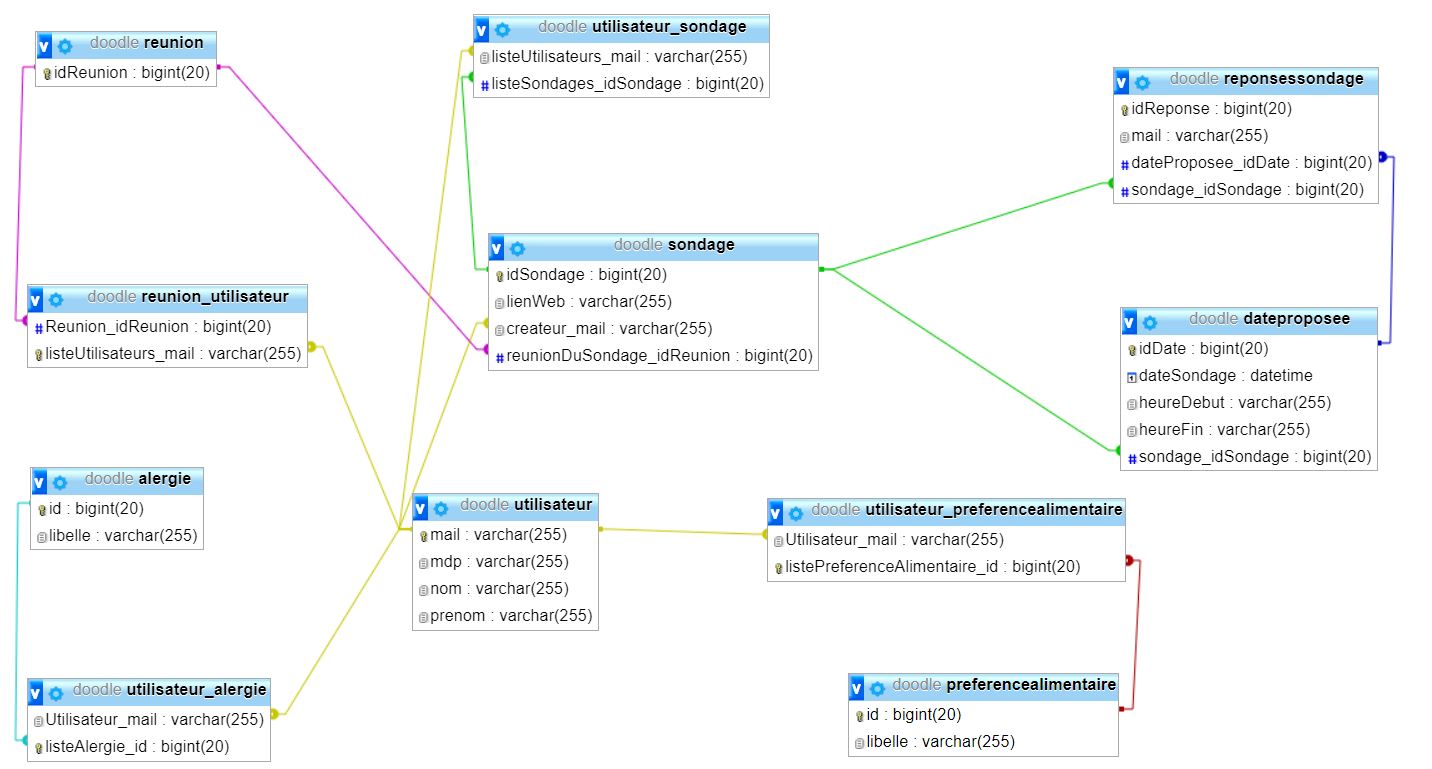 doodle reunion
idReunion : bigint(20)
doodle utilisateur_sondage
listeUtilisateurs_mail : varchar(255)
listeSondages_idSondage : bigint(20)
doodle reponsessondage
idReponse : bigint(20)
mail : varchar(255)
dateProposee_idDate : bigint(20)
sondage_idSondage : bigint(20)
doodle sondage
idSondage : bigint(20)
lienWeb : varchar(255)
createur_mail : varchar(255)
reunionDuSondage_idReunion : bigint(20)
doodle reunion_utilisateur
Reunion_idReunion : bigint(20)
listeUtilisateurs_mail : varchar(255)
doodle dateproposee
idDate : bigint(20)
dateSondage : datetime
heureDebut : varchar(255)
heureFin : varchar(255)
sondage_idSondage : bigint(20)
doodle alergie
id : bigint(20)
libelle : varchar(255)
doodle utilisateur
mail : varchar(255)
mdp : varchar(255)
nom : varchar(255)
prenom : varchar(255)
doodle utilisateur_preferencealimentaire
Utilisateur_mail : varchar(255)
listePreferenceAlimentaire_id : bigint(20)
doodle utilisateur_alergie
Utilisateur_mail : varchar(255)
listeAlergie_id : bigint(20)
doodle preferencealimentaire
id : bigint(20)
libelle : varchar(255)